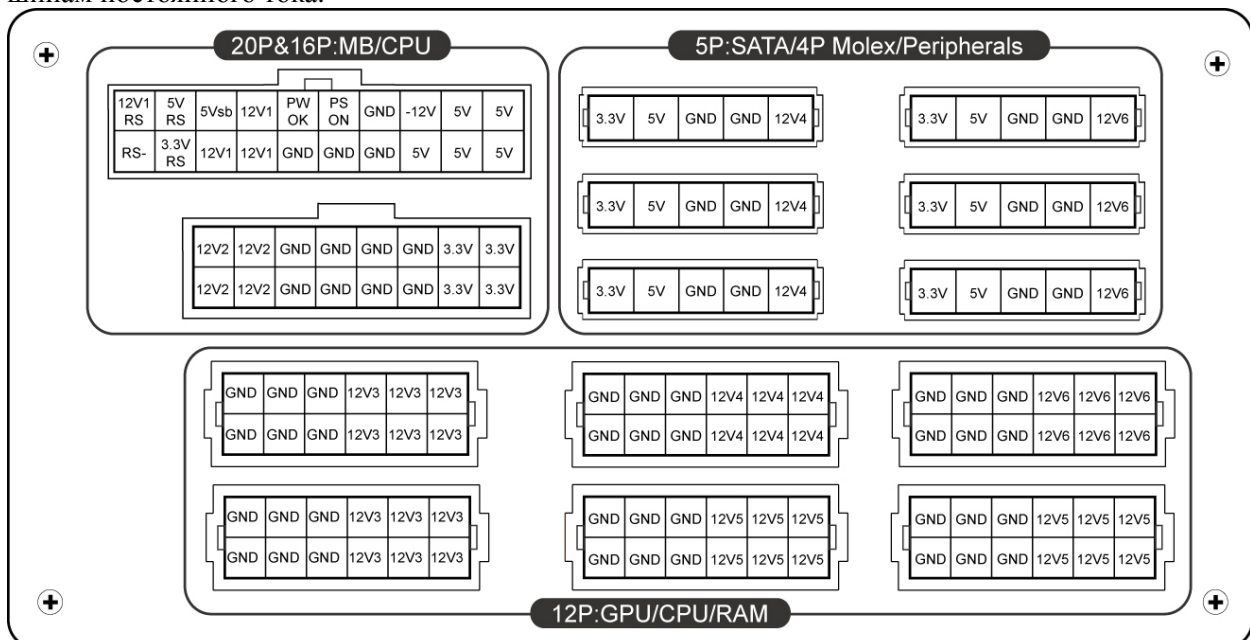 шинам постоянного тока.
20P&16P:MB/CPU
12V1 RS 5V RS 5Vsb 12V1 PW OK PS ON GND -12V 5V 5V
RS- 3.3V RS 12V1 12V1 GND GND GND 5V 5V 5V
12V2 12V2 GND GND GND GND 3.3V 3.3V
12V2 12V2 GND GND GND GND 3.3V 3.3V
5P:SATA/4P Molex/Peripherals
3.3V 5V GND GND 12V4
3.3V 5V GND GND 12V6
3.3V 5V GND GND 12V4
3.3V 5V GND GND 12V6
3.3V 5V GND GND 12V4
3.3V 5V GND GND 12V6
GND GND GND 12V3 12V3 12V3
GND GND GND 12V3 12V3 12V3
GND GND GND 12V4 12V4 12V4
GND GND GND 12V4 12V4 12V4
GND GND GND 12V6 12V6 12V6
GND GND GND 12V6 12V6 12V6
GND GND GND 12V3 12V3 12V3
GND GND GND 12V3 12V3 12V3
GND GND GND 12V5 12V5 12V5
GND GND GND 12V5 12V5 12V5
GND GND GND 12V5 12V5 12V5
GND GND GND 12V5 12V5 12V5
12P:GPU/CPU/RAM